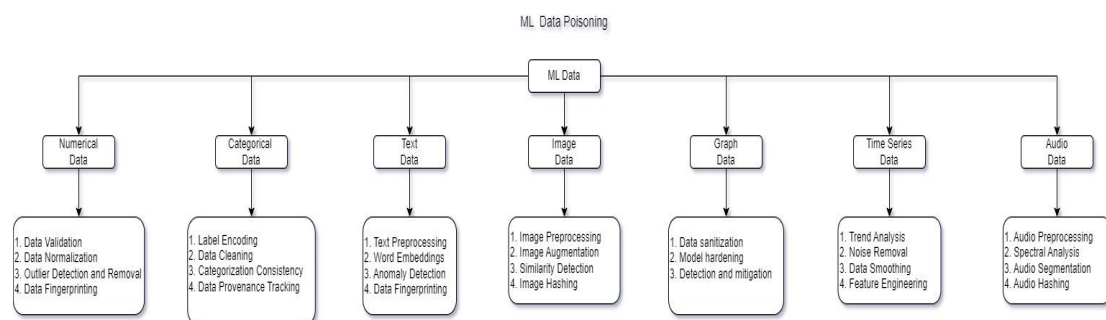 ML Data Poisoning
ML Data
Numerical
Data
Categorical
Data
Text
Data
Image
Data
Graph
Data
Time Series
Data
Audio
Data
1. Data Validation
2. Data Normalization
3. Outlier Detection and Removal
4. Data Fingerprinting
1. Label Encoding
2. Data Cleaning
3. Categorization Consistency
4. Data Provenance Tracking
1. Text Preprocessing
2. Word Embeddings
3. Anomaly Detection
4. Data Fingerprinting
1. Image Preprocessing
2. Image Augmentation
3. Similarity Detection
4. Image Hashing
1. Data sanitization
2. Model hardening
3. Detection and mitigation
1. Trend Analysis
2. Noise Removal
3. Data Smoothing
4. Feature Engineering
1. Audio Preprocessing
2. Spectral Analysis
3. Audio Segmentation
4. Audio Hashing